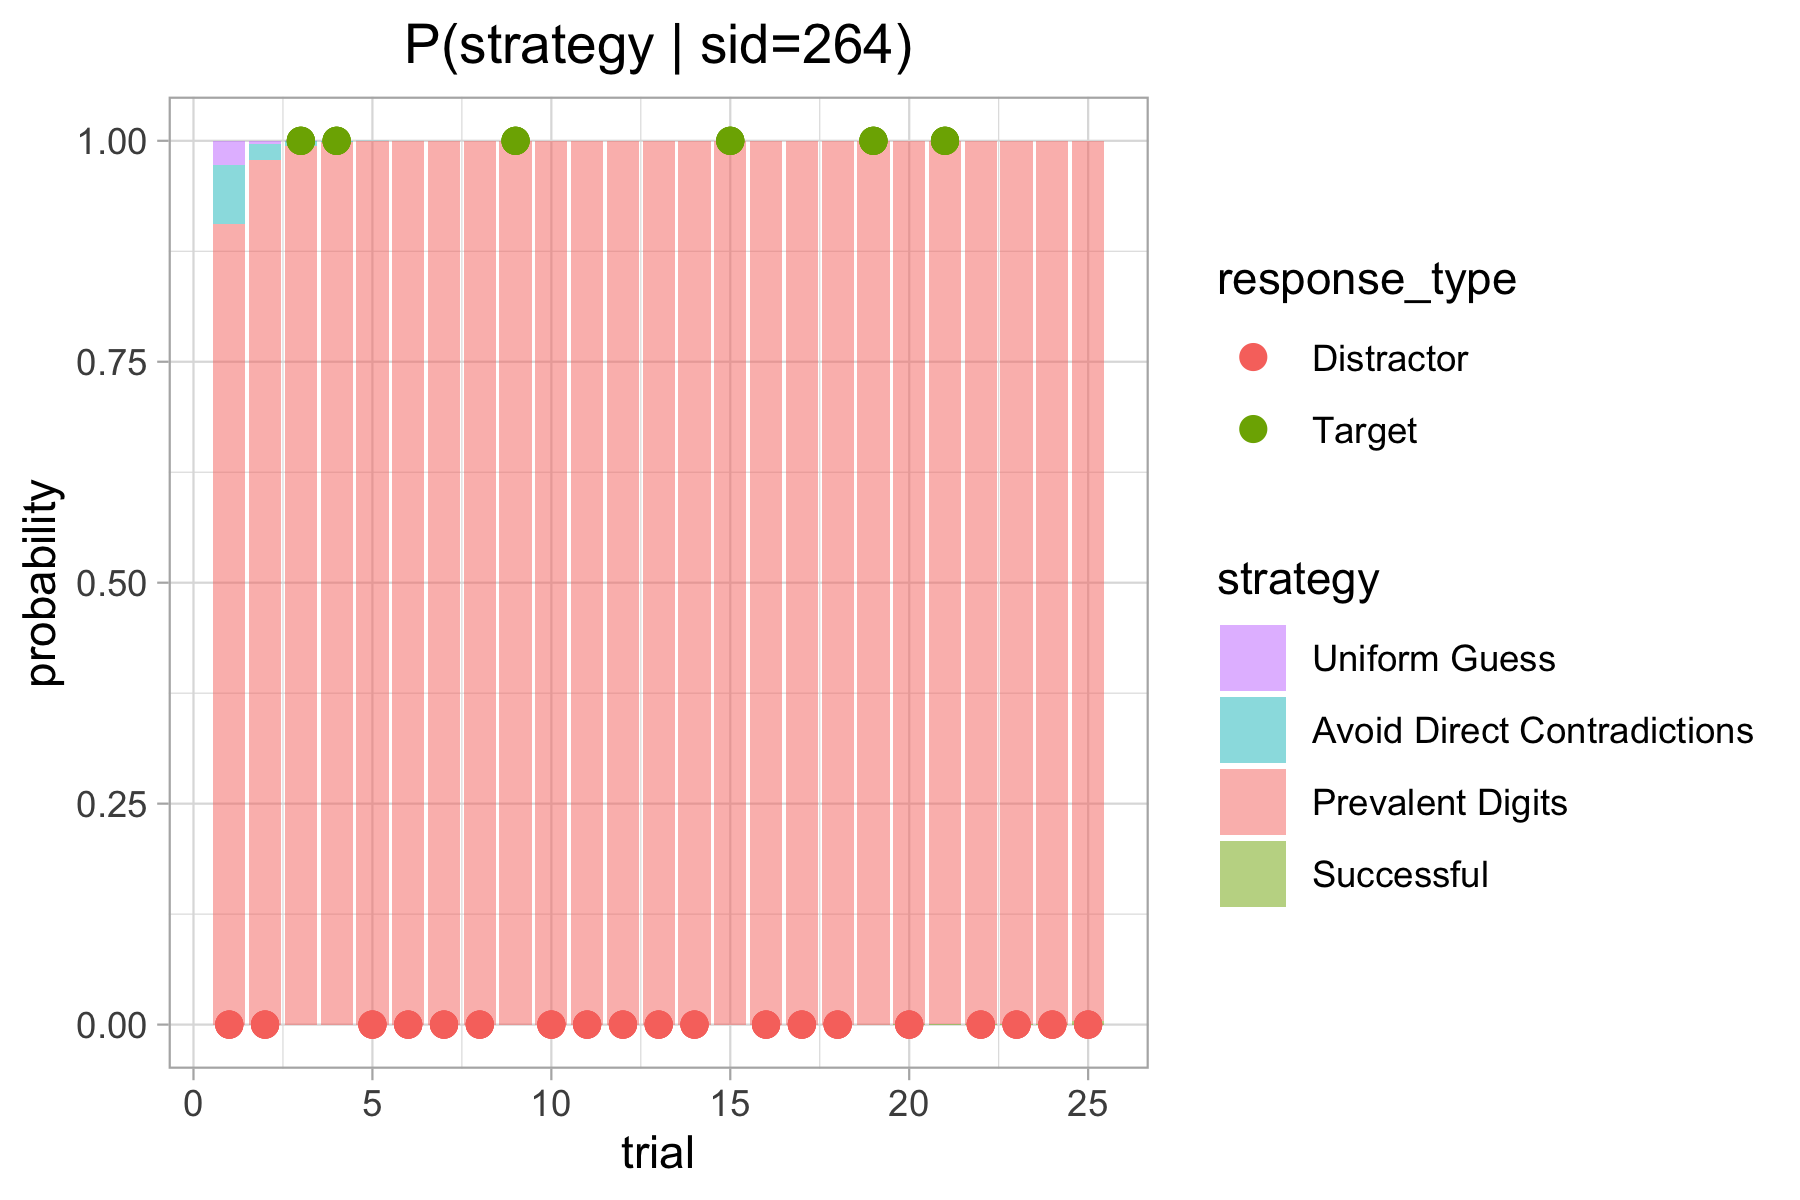 P(strategy | sid=264)
1.00
0.75
0.50
0.25
0.00
probability
0 5 10 15 20 25
trial
response_type
Distractor
Target
strategy
Uniform Guess
Avoid Direct Contradictions
Prevalent Digits
Successful